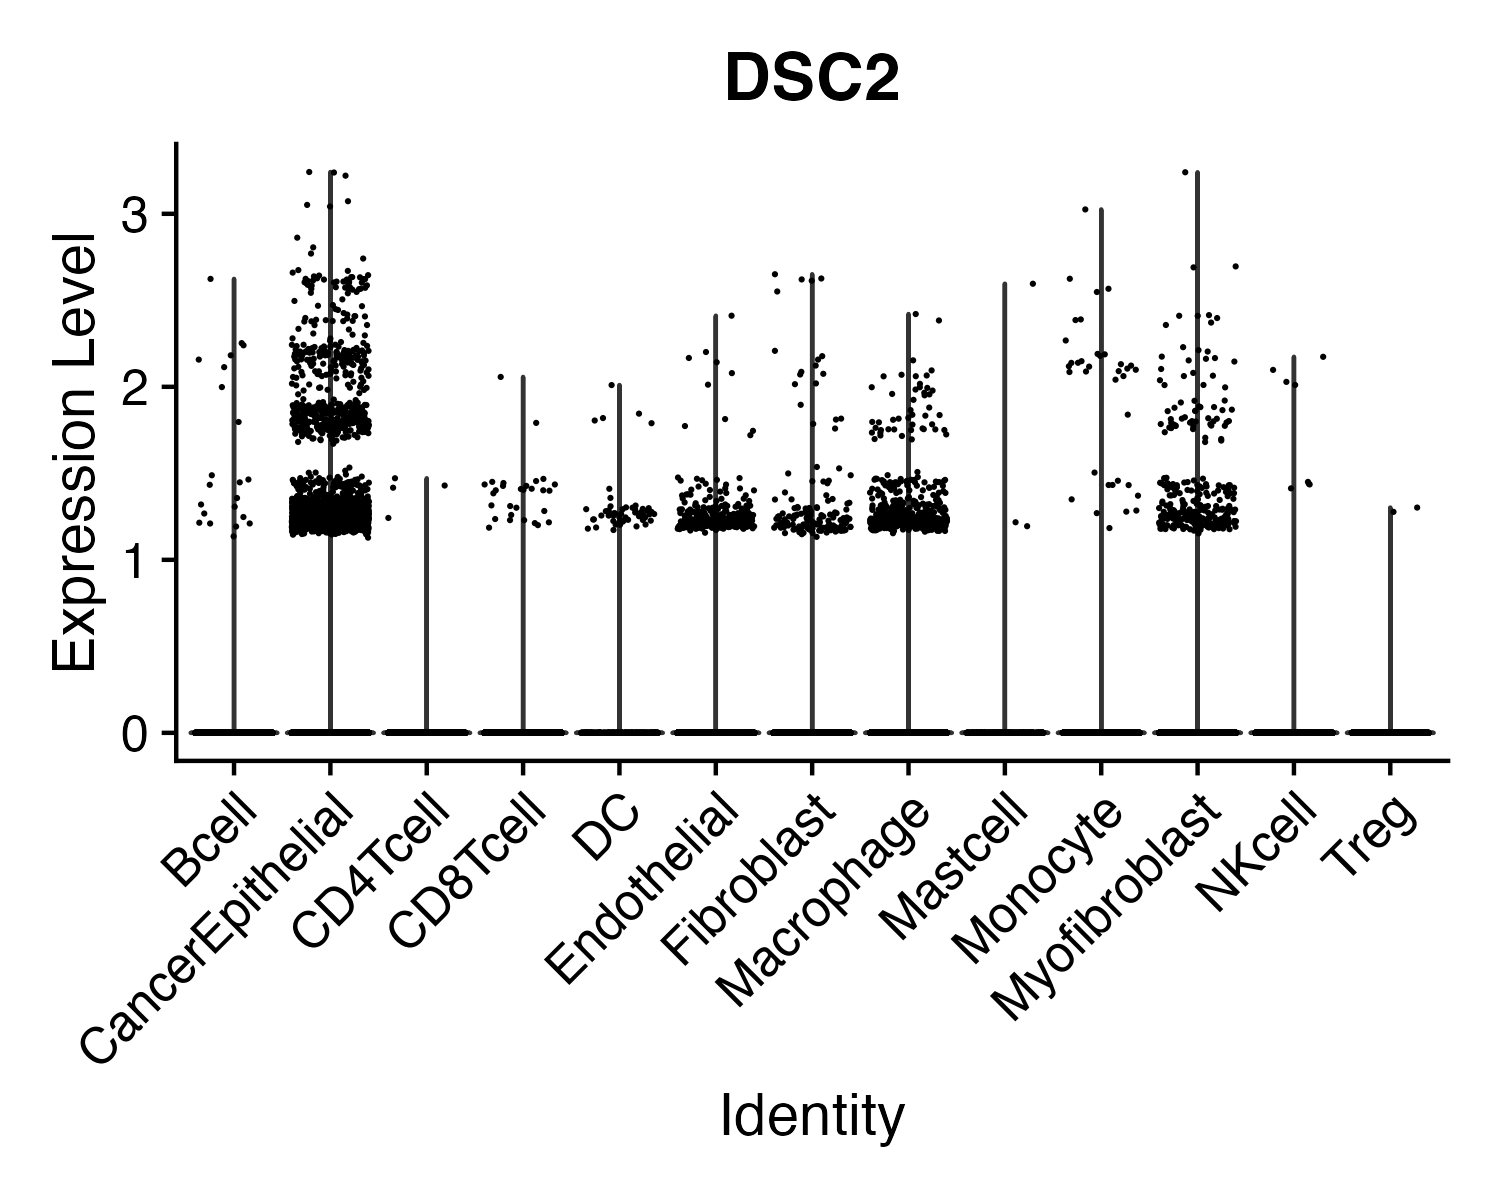 DSC2
Expression Level
3
2
1
0
Bcell
CancerEpithelial
CD4Tcell
CD8Tcell
DC
Endothelial
Fibroblast
Macrophage
Mastcell
Monocyte
Myofibroblast
NKcell
Treg
Identity